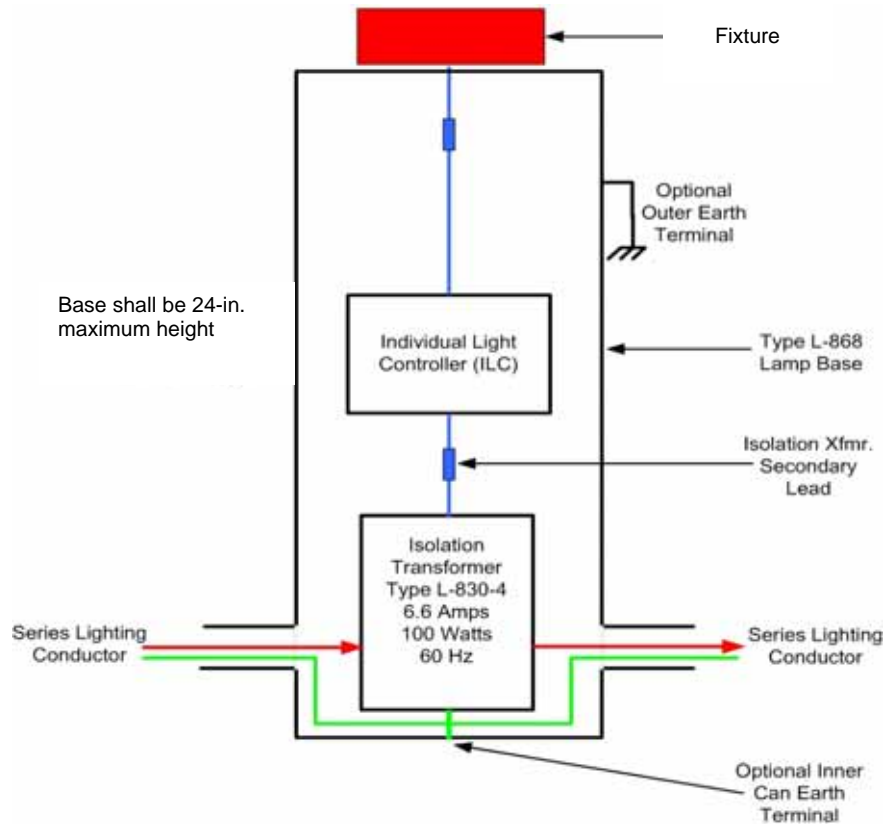 Fixture
Optional
Outer Earth
Terminal
Base shall be 24-in.
maximum height
Individual Light
Controller (ILC)
Type L-868
Lamp Base
Isolation Xfmr.
Secondary
Lead
Isolation
Transformer
Type L-830-4
6.6 Amps
100 Watts
60 Hz
Series Lighting
Conductor
Series Lighting
Conductor
Optional Inner
Can Earth
Terminal